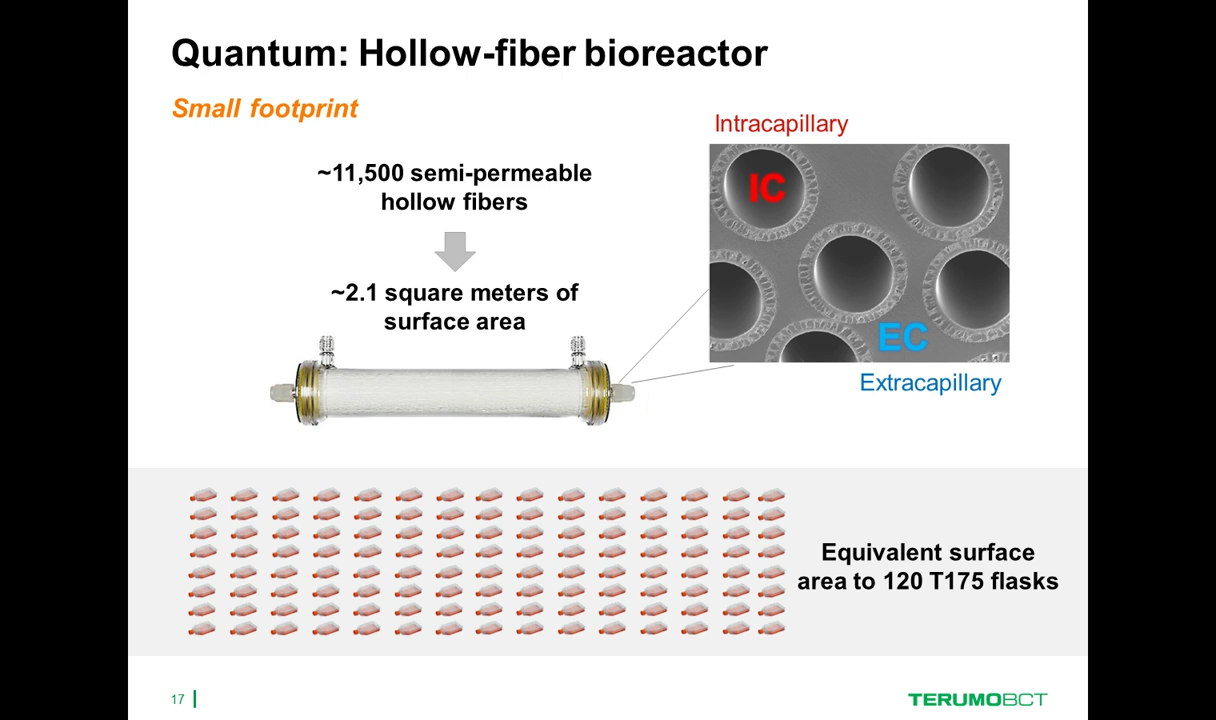 Quantum: Hollow-fiber bioreactor
Small footprint
~11,500 semi-permeable
hollow fibers
~2.1 square meters of
surface area
Intracapillary
IC
EC
Extracapillary
Equivalent surface
area to 120 T175 flasks
17
TERUMOBCT